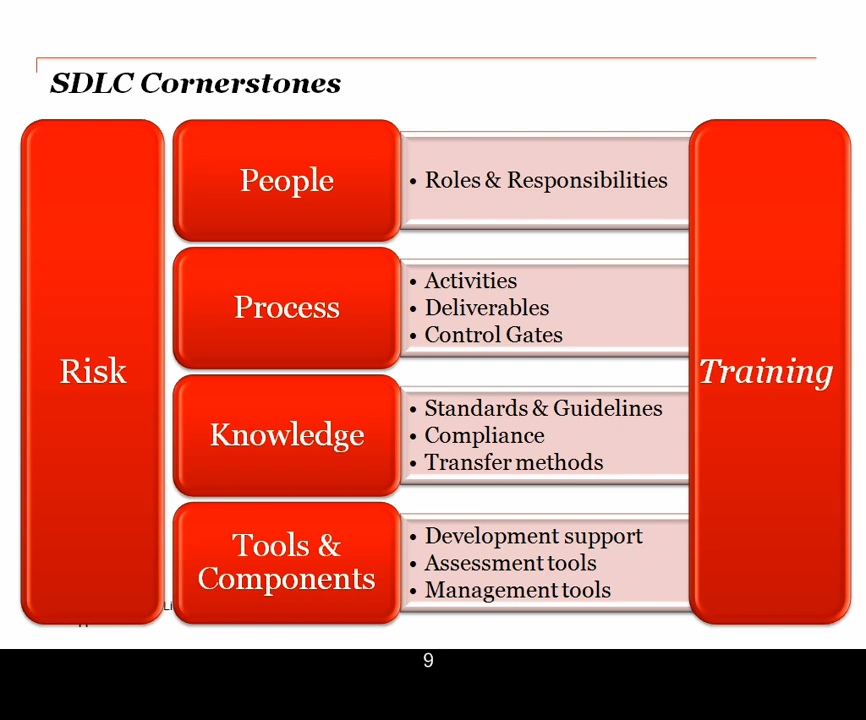 SDLC Cornerstones
Risk
People
• Roles & Responsibilities
Process
• Activities
• Deliverables
• Control Gates
Knowledge
• Standards & Guidelines
• Compliance
• Transfer methods
Tools &
Components
• Development support
• Assessment tools
• Management tools
Training
9